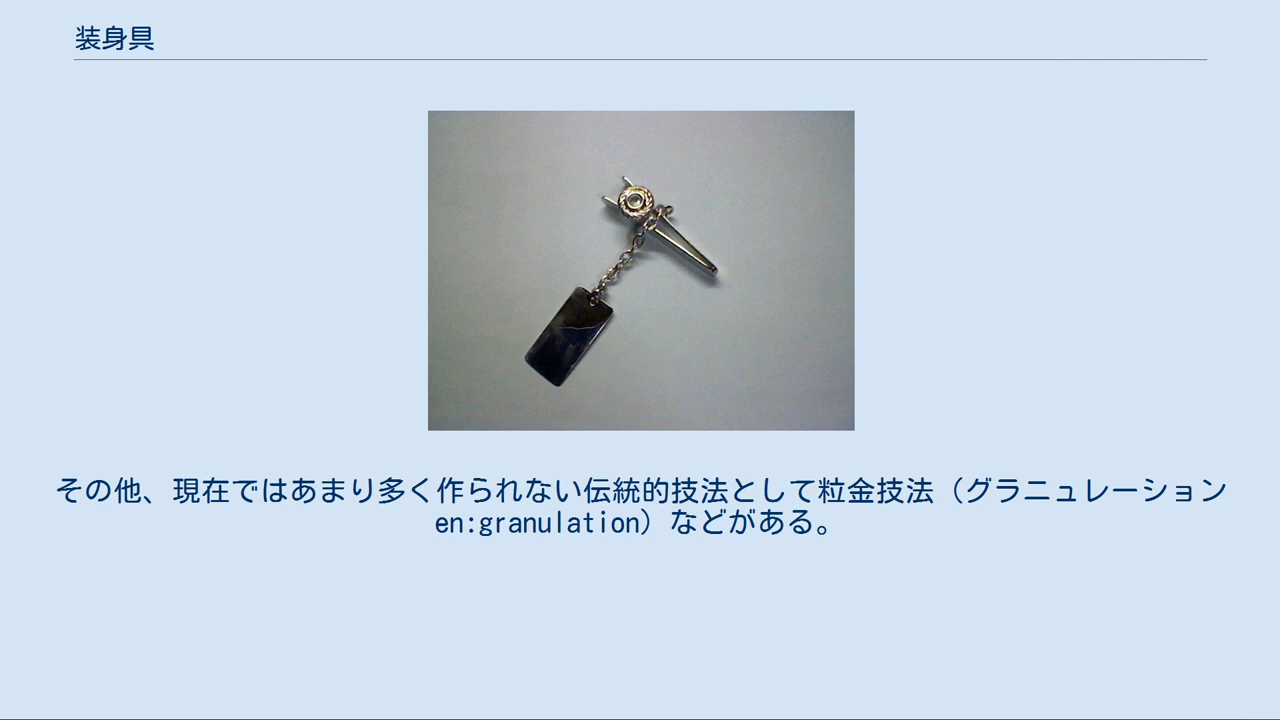 装身具
その他、現在ではあまり多く作られない伝統的技法として粒金技法（グラニュレーション
en:granulation）などがある。